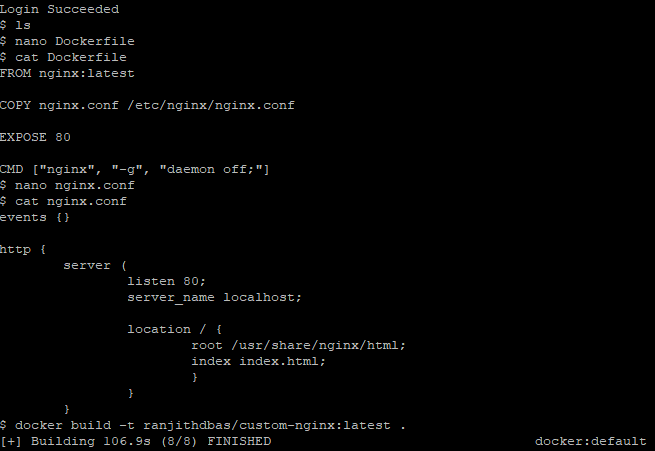 Login Succeeded
$ ls
$ nano Dockerfile
$ cat Dockerfile
FROM nginx:latest
COPY nginx.conf /etc/nginx/nginx.conf
EXPOSE 80
CMD ["nginx", "-g", "daemon off;"]
$ nano nginx.conf
$ cat nginx.conf
events {}
http {
server (
listen 80;
server_name localhost;
location / {
root /usr/share/nginx/html;
index index.html;
}
}
}
$ docker build -t ranjithdbas/custom-nginx:latest .
[+] Building 106.9s (8/8) FINISHED docker:default